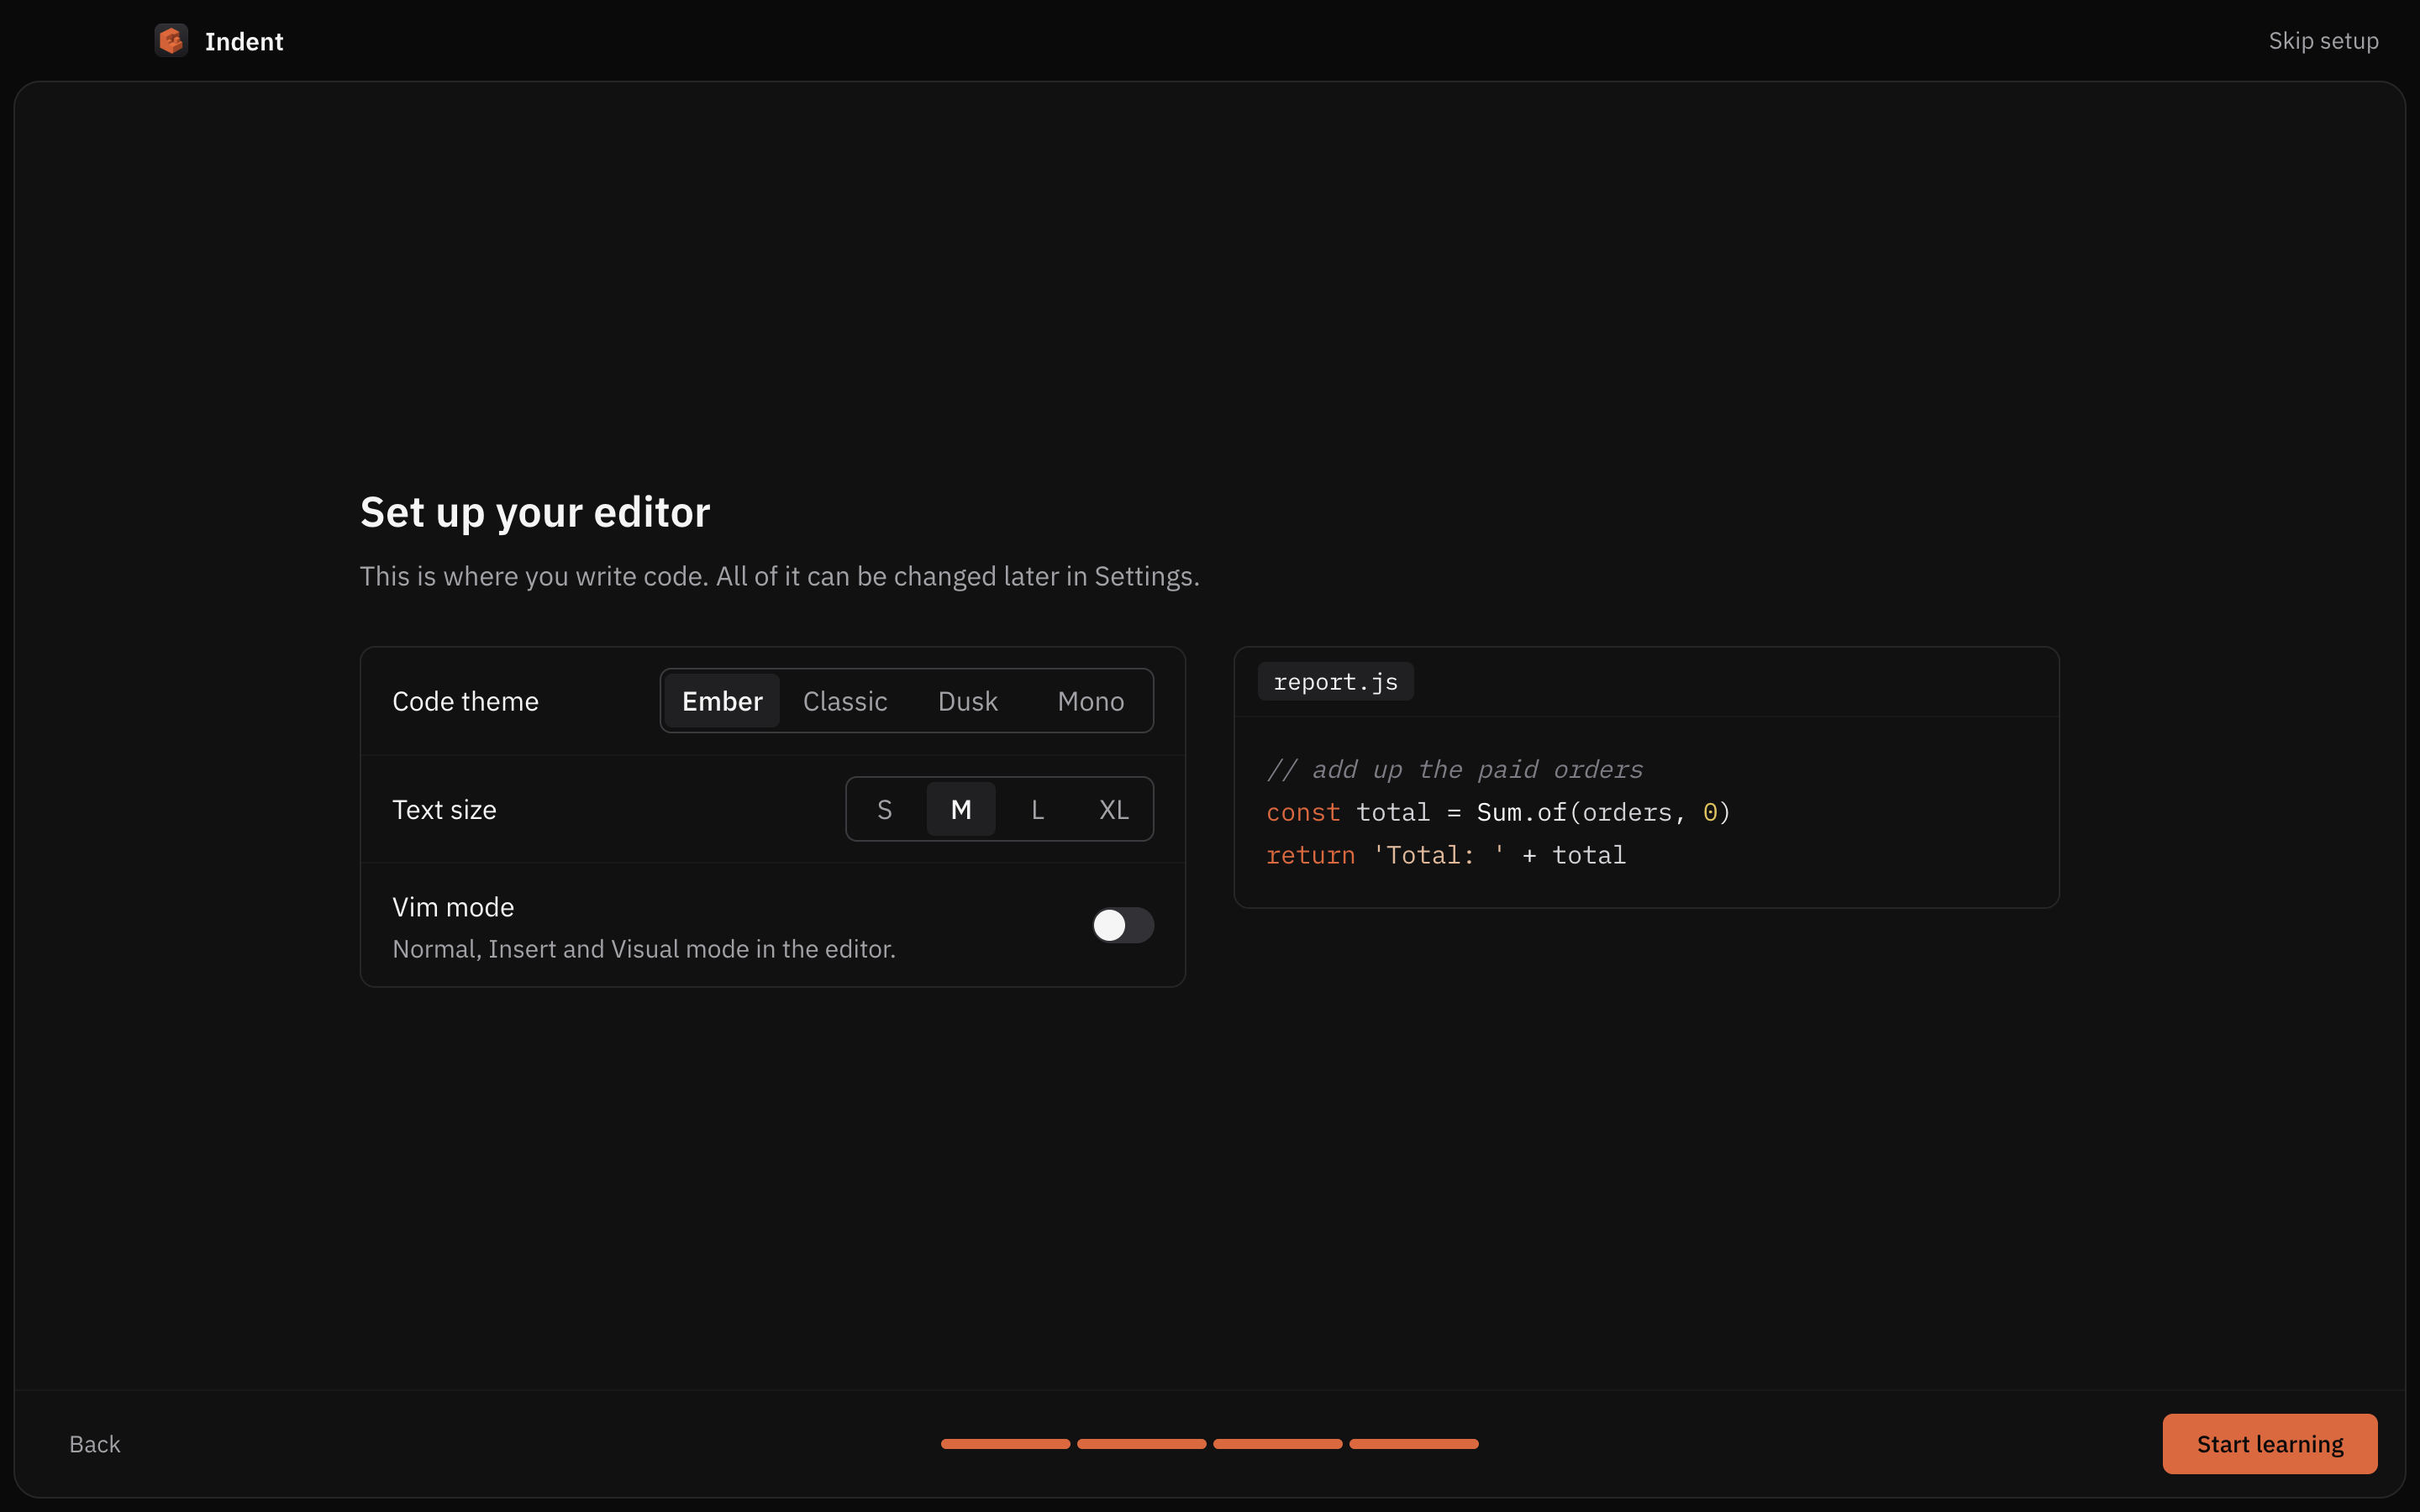 Indent
Skip setup
Set up your editor
This is where you write code. All of it can be changed later in Settings.
Code theme
Ember Classic Dusk Mono
Text size
S M L XL
Vim mode
Normal, Insert and Visual mode in the editor.
report.js
// add up the paid orders
const total = Sum.of(orders, 0)
return 'Total: ' + total
Back
Start learning